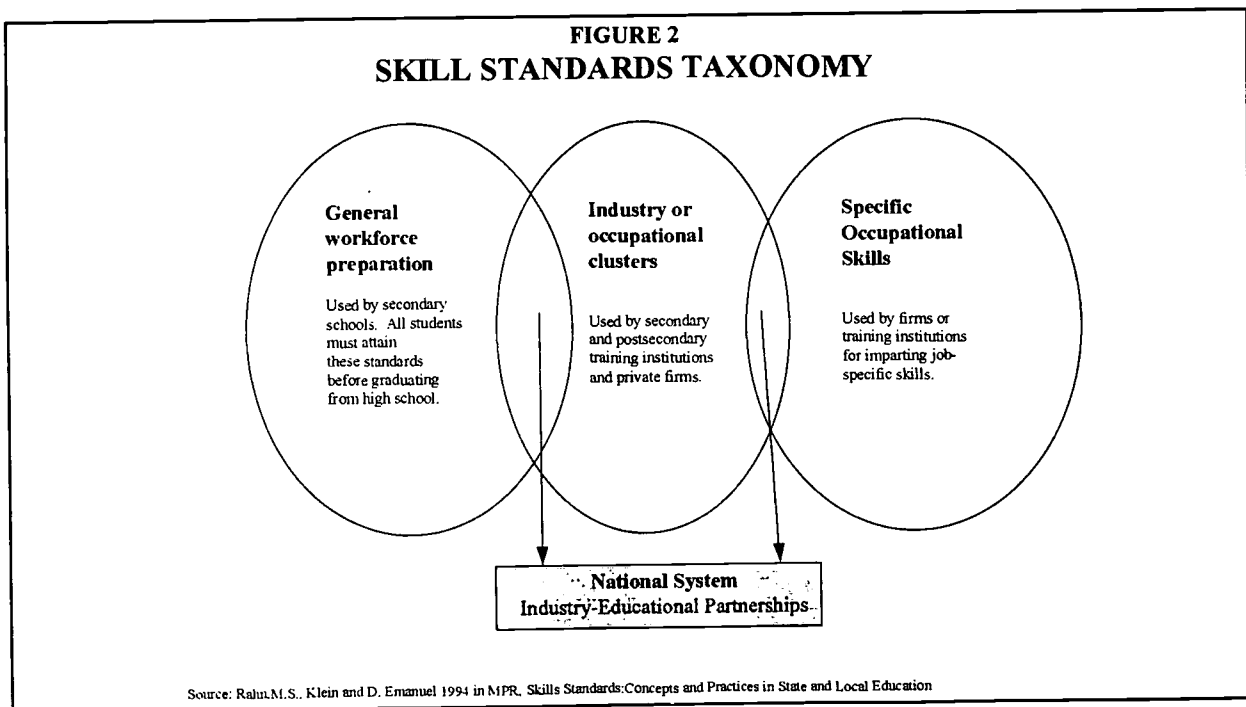 FIGURE 2
SKILL STANDARDS TAXONOMY
General
workforce
preparation
Used by secondary
schools. All students
must attain
these standards
before graduating
from high school.
Industry or
occupational
clusters
Used by secondary
and postsecondary
training institutions
and private firms.
Specific
Occupational
Skills
Used by firms or
training institutions
for imparting job-
specific skills.
National System
Industry-Educational Partnerships
Source: Rahn,M.S., Klein and D. Emanuel 1994 in MPR, Skills Standards:Concepts and Practices in State and Local Education